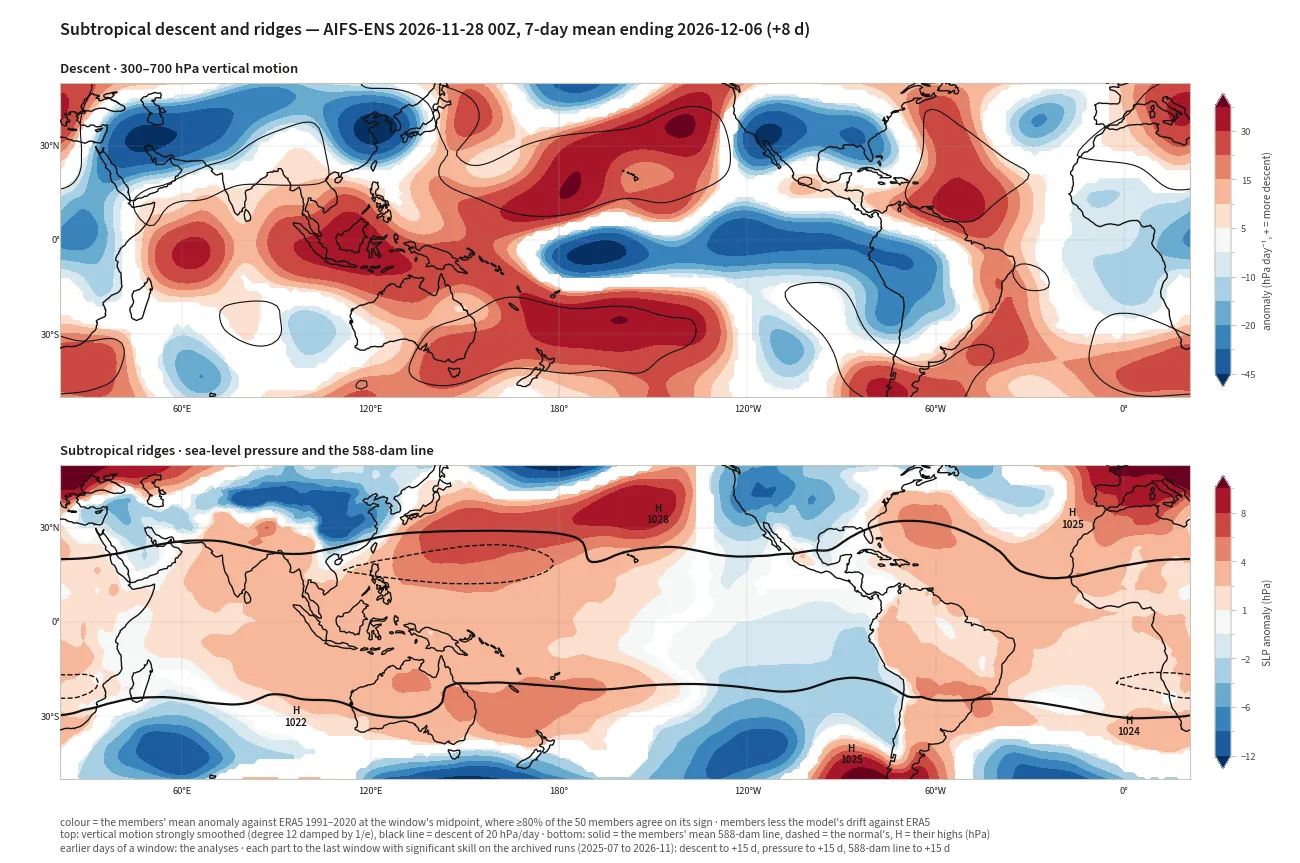 Subtropical descent and ridges — AIFS-ENS 2026-11-28 00Z, 7-day mean ending 2026-12-06 (+8 d)
Descent · 300–700 hPa vertical motion
30°N
0°
30°S
60°E 120°E 180° 120°W 60°W 0°
30
15
5
−10
−20
−45
anomaly (hPa day⁻¹, + = more descent)
Subtropical ridges · sea-level pressure and the 588-dam line
H
1028
H
1025
H
1022
H
1024
H
1025
30°N
0°
30°S
60°E 120°E 180° 120°W 60°W 0°
8
4
1
−2
−6
−12
SLP anomaly (hPa)
colour = the members' mean anomaly against ERA5 1991–2020 at the window's midpoint, where ≥80% of the 50 members agree on its sign · members less the model's drift against ERA5
top: vertical motion strongly smoothed (degree 12 damped by 1/e), black line = descent of 20 hPa/day · bottom: solid = the members' mean 588-dam line, dashed = the normal's, H = their highs (hPa)
earlier days of a window: the analyses · each part to the last window with significant skill on the archived runs (2025-07 to 2026-11): descent to +15 d, pressure to +15 d, 588-dam line to +15 d